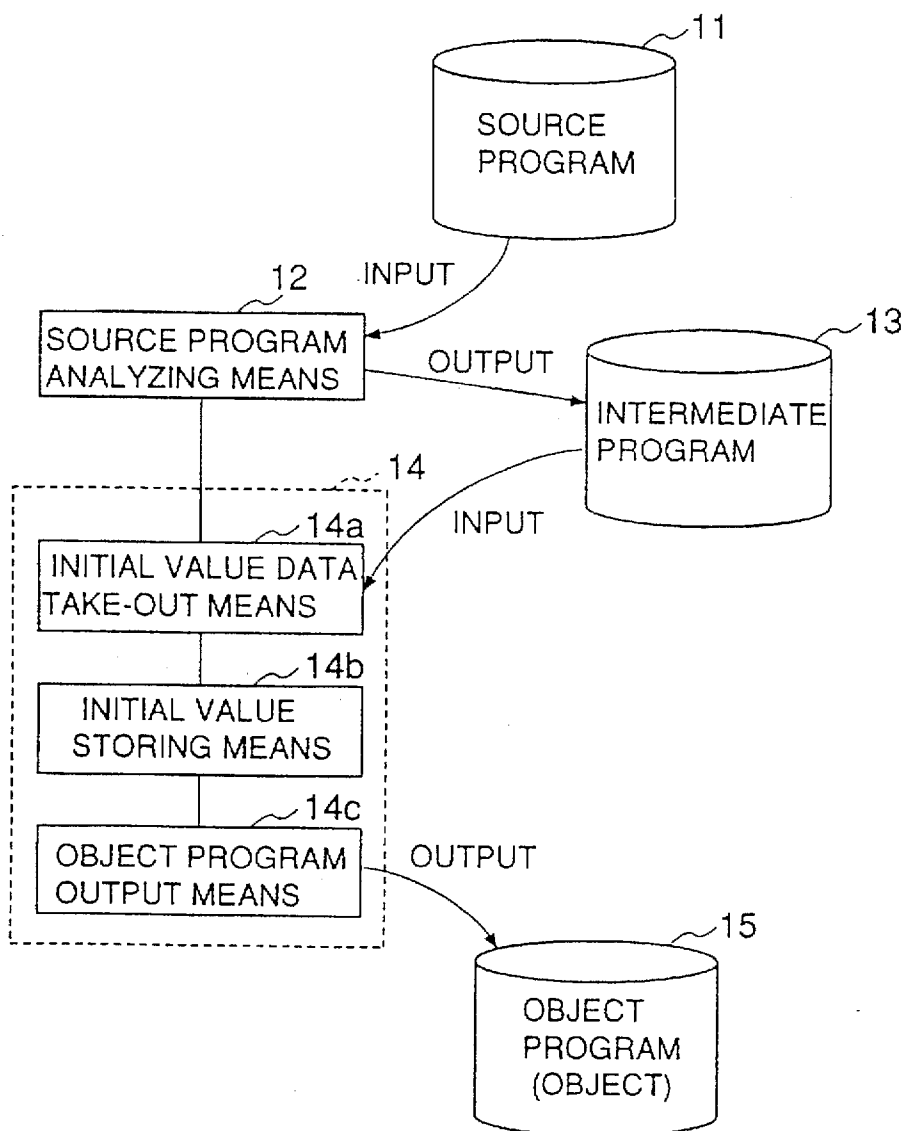 11
SOURCE
PROGRAM
INPUT
12
SOURCE PROGRAM
ANALYZING MEANS
OUTPUT
13
INTERMEDIATE
PROGRAM
INPUT
14
14a
INITIAL VALUE DATA
TAKE-OUT MEANS
14b
INITIAL VALUE
STORING MEANS
14c
OBJECT PROGRAM
OUTPUT MEANS
OUTPUT
15
OBJECT
PROGRAM
(OBJECT)